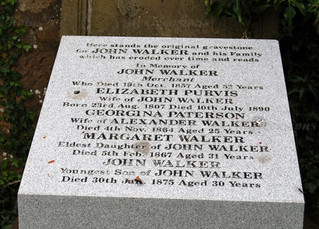 Here stands the original gravestone
for JOHN WALKER and his Family
which has eroded over time and reads
In Memory of
JOHN WALKER
Merchant
Who Died 19th Oct. 1857 Aged 52 Years
ELIZABETH PURVIS
Wife of JOHN WALKER
Born 23rd Aug. 1807 Died 10th July 1890
GEORGINA PATERSON
Wife of ALEXANDER WALKER
Died 4th Nov. 1864 Aged 25 Years
MARGARET WALKER
Eldest Daughter of JOHN WALKER
Died 5th Feb. 1867 Aged 31 Years
JOHN WALKER
Youngest Son of JOHN WALKER
Died 30th Jan. 1875 Aged 30 Years